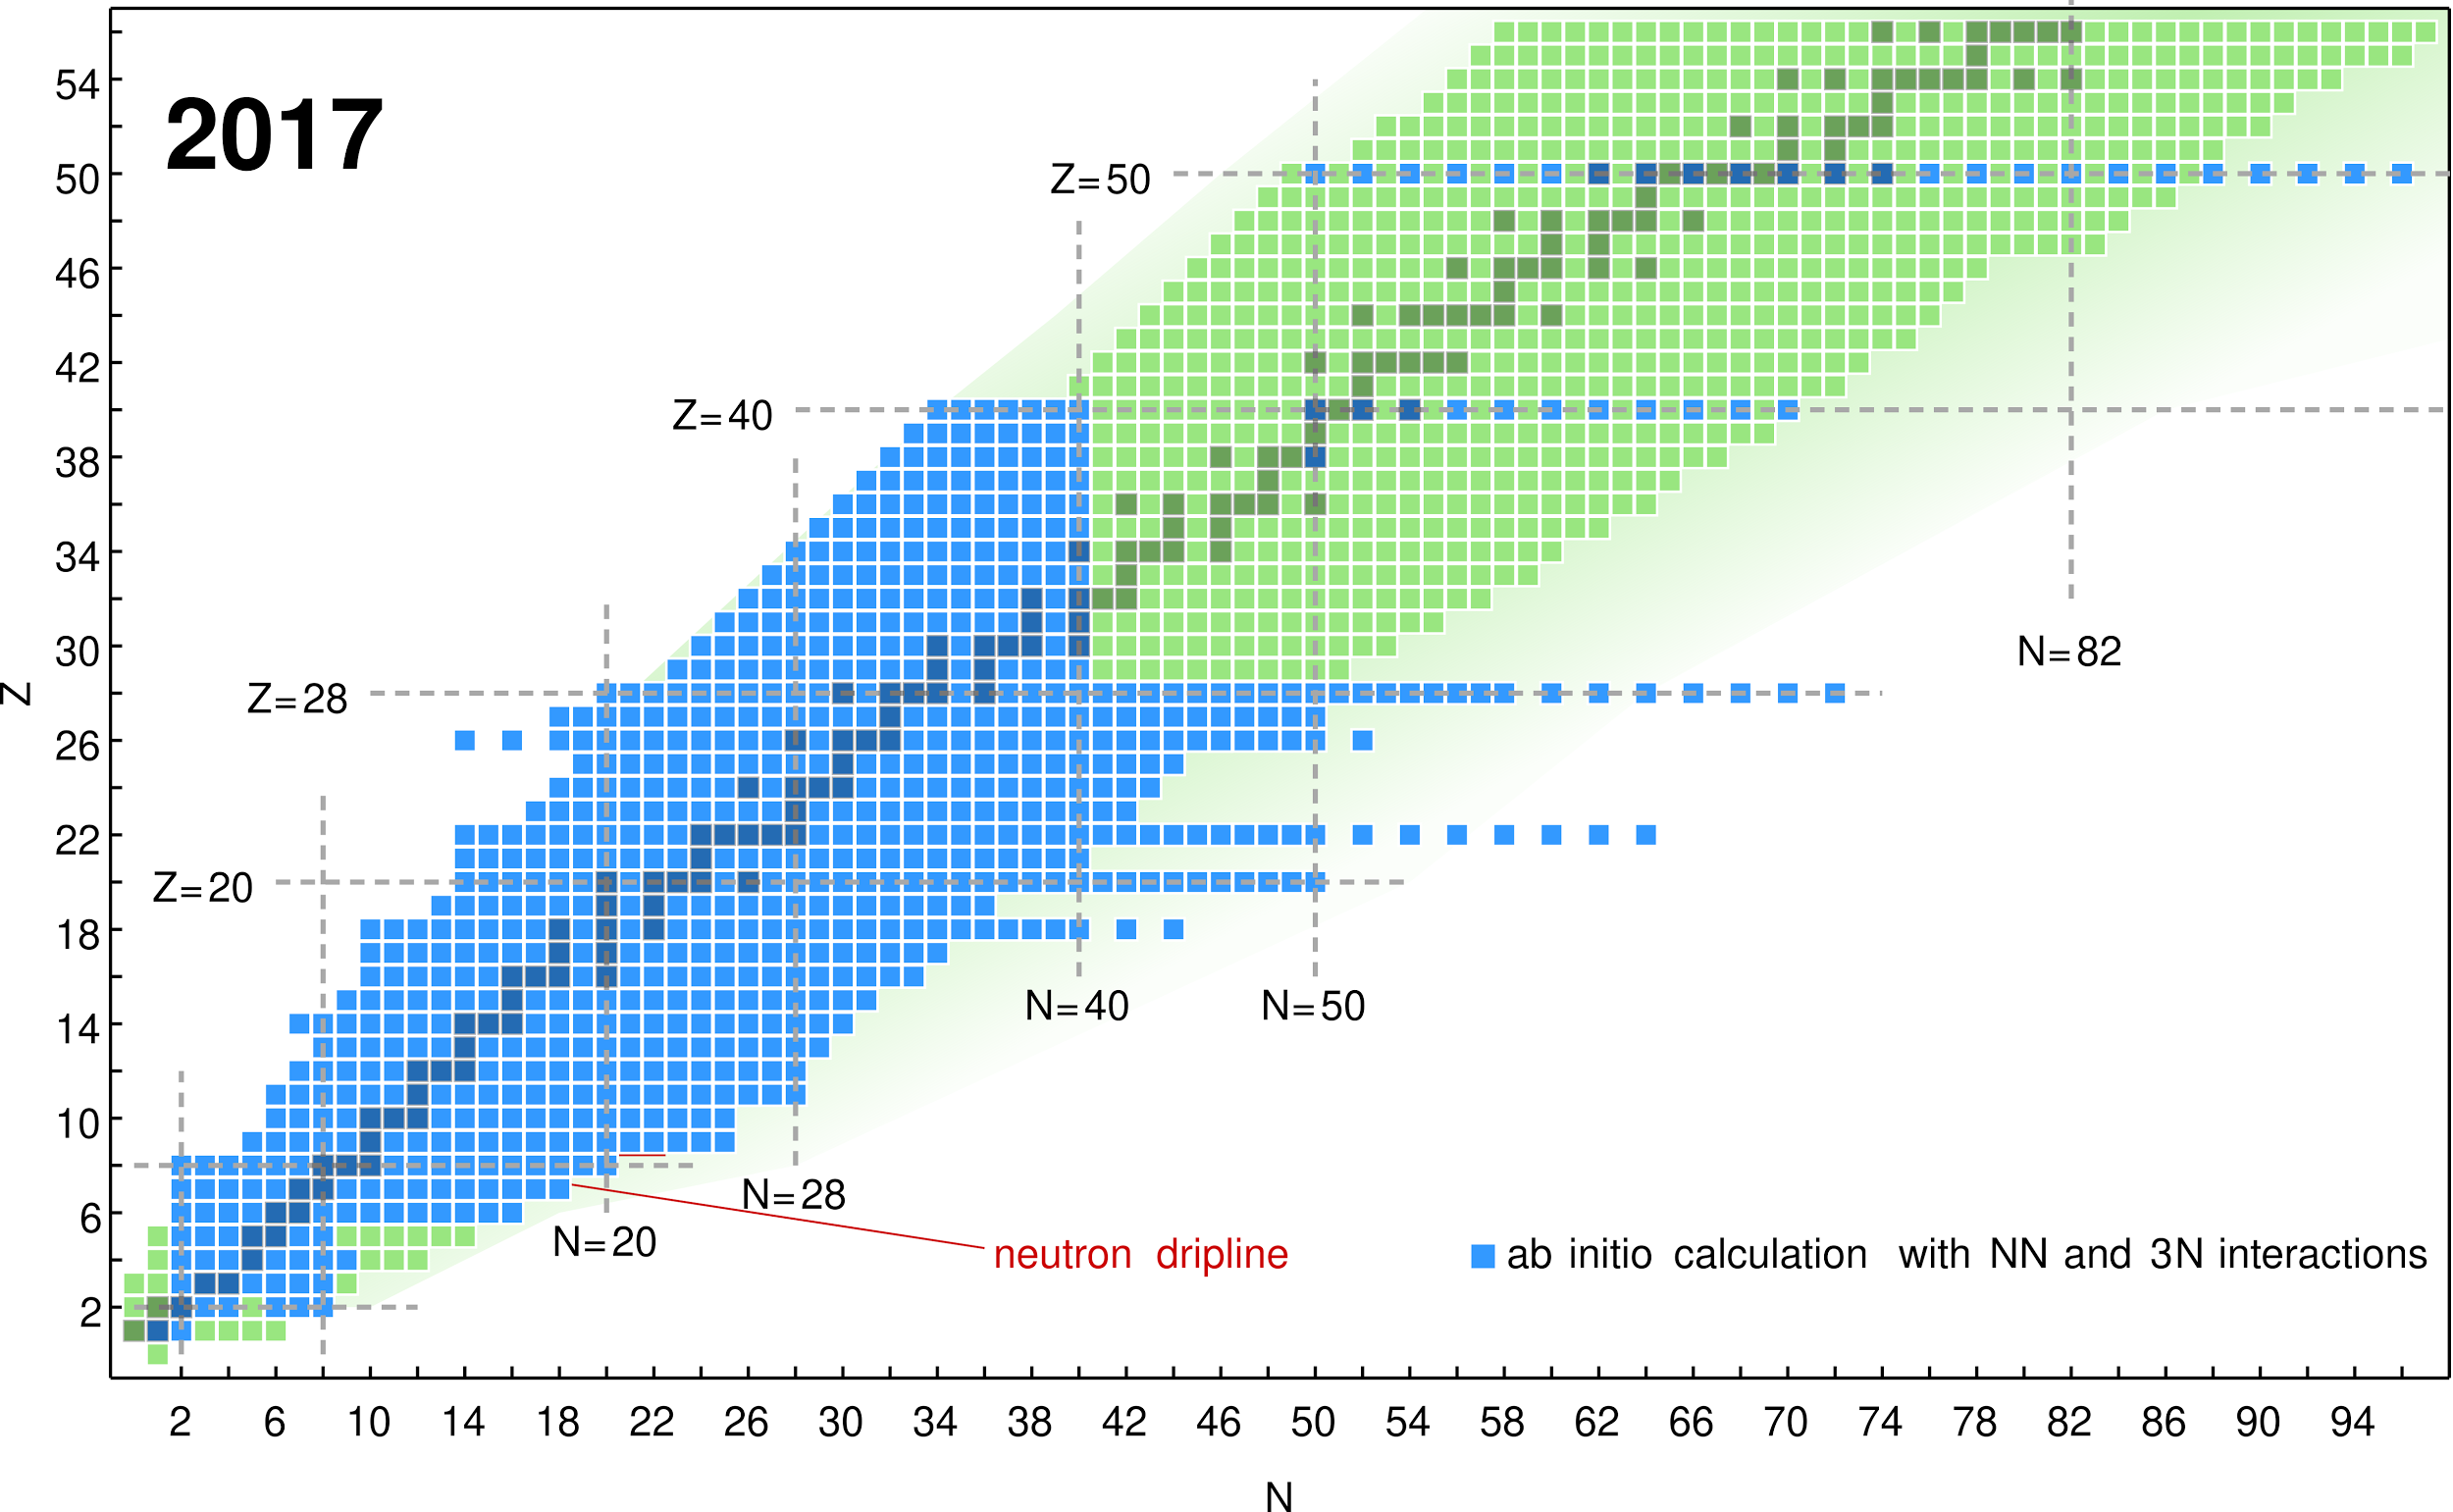 2017
54
50
46
42
38
34
30
26
22
18
14
10
6
2
Z
Z=50
Z=40
Z=28
Z=20
N=82
N=40
N=50
N=28
N=20
neutron dripline
ab initio calculation with NN and 3N interactions
2 6 10 14 18 22 26 30 34 38 42 46 50 54 58 62 66 70 74 78 82 86 90 94
N